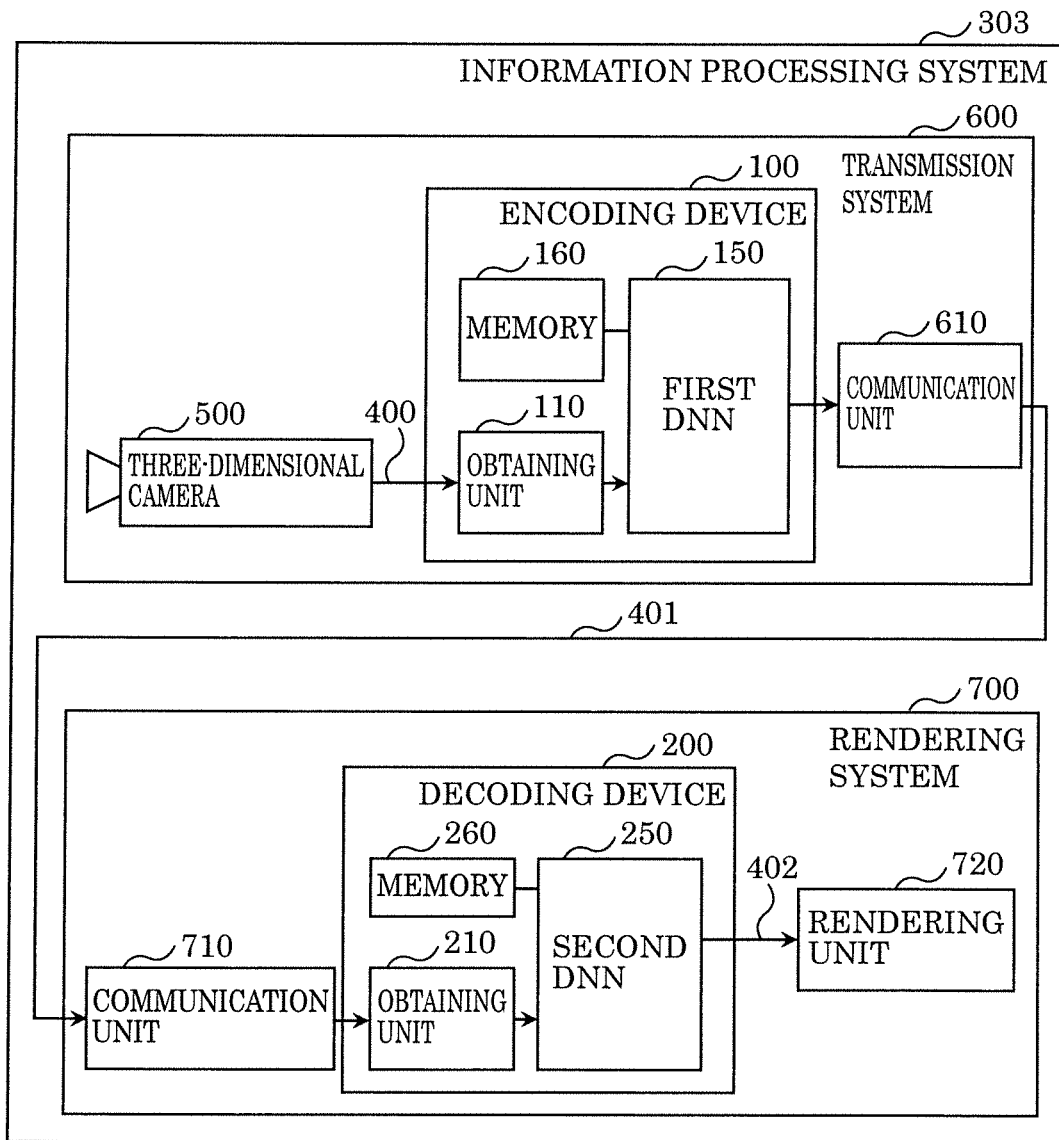 303
INFORMATION PROCESSING SYSTEM
600
TRANSMISSION
SYSTEM
100
ENCODING DEVICE
160
MEMORY
150
FIRST
DNN
610
COMMUNICATION
UNIT
500
THREE-DIMENSIONAL
CAMERA
400
110
OBTAINING
UNIT
401
700
RENDERING
SYSTEM
200
DECODING DEVICE
260
MEMORY
250
SECOND
DNN
402
720
RENDERING
UNIT
710
COMMUNICATION
UNIT
210
OBTAINING
UNIT